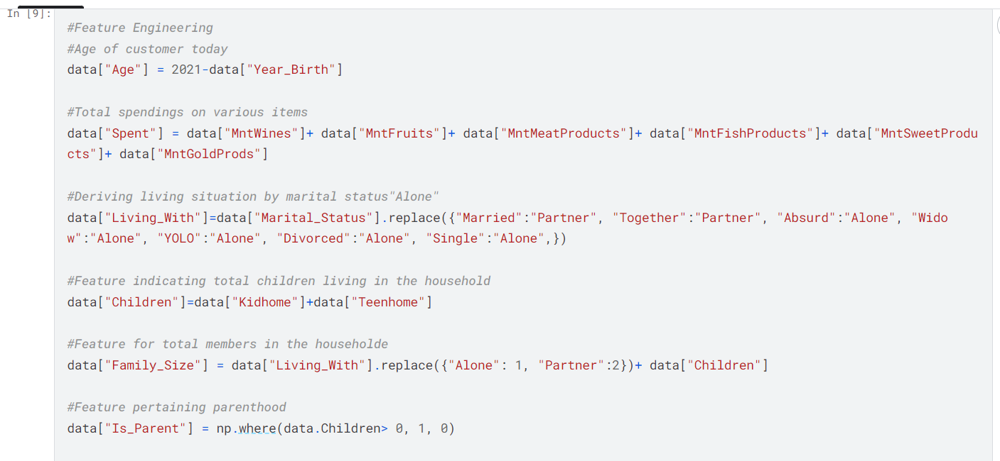 In [9]:
#Feature Engineering
#Age of customer today
data["Age"] = 2021-data["Year_Birth"]
#Total spendings on various items
data["Spent"] = data["MntWines"]+ data["MntFruits"]+ data["MntMeatProducts"]+ data["MntFishProducts"]+ data["MntSweetProdu
cts"]+ data["MntGoldProds"]
#Deriving living situation by marital status"Alone"
data["Living_With"]=data["Marital_Status"].replace({"Married":"Partner", "Together":"Partner", "Absurd":"Alone", "Wido
w":"Alone", "YOLO":"Alone", "Divorced":"Alone", "Single":"Alone",})
#Feature indicating total children living in the household
data["Children"]=data["Kidhome"]+data["Teenhome"]
#Feature for total members in the householde
data["Family_Size"] = data["Living_With"].replace({"Alone": 1, "Partner":2})+ data["Children"]
#Feature pertaining parenthood
data["Is_Parent"] = np.where(data.Children> 0, 1, 0)